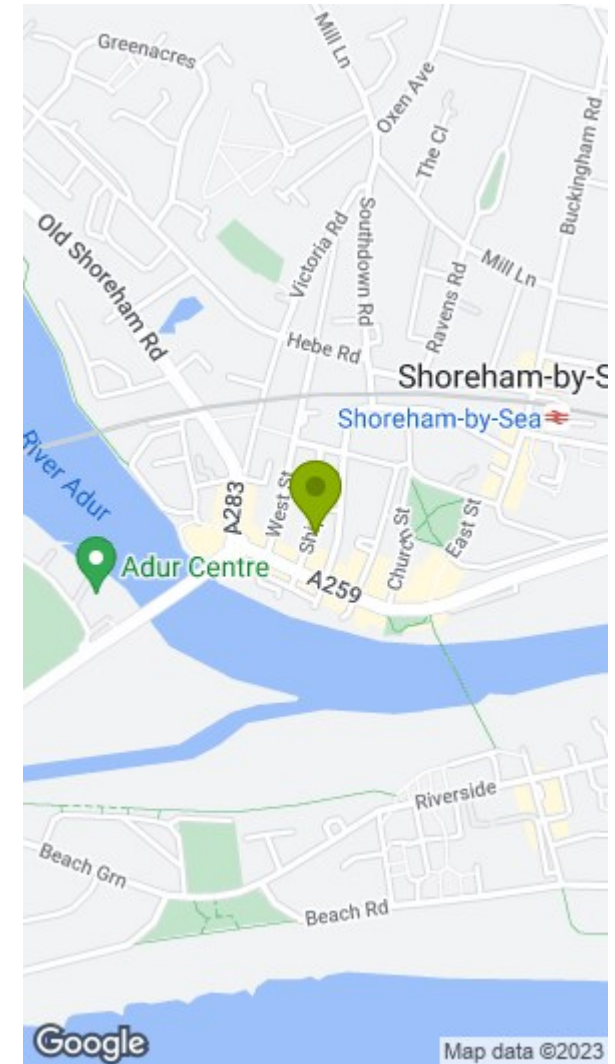 Greenacres
Mill Ln
Oxen Ave
The Cl
Buckingham Rd
Old Shoreham Rd
Victoria Rd
Southdown Rd
Ravens Rd
Mill Ln
Hebe Rd
Shoreham-by-S
Shoreham-by-Sea
River Adur
A283
West St
Shi
Church St
East St
Adur Centre
A259
Riverside
Beach Grn
Beach Rd
Google
Map data ©2023